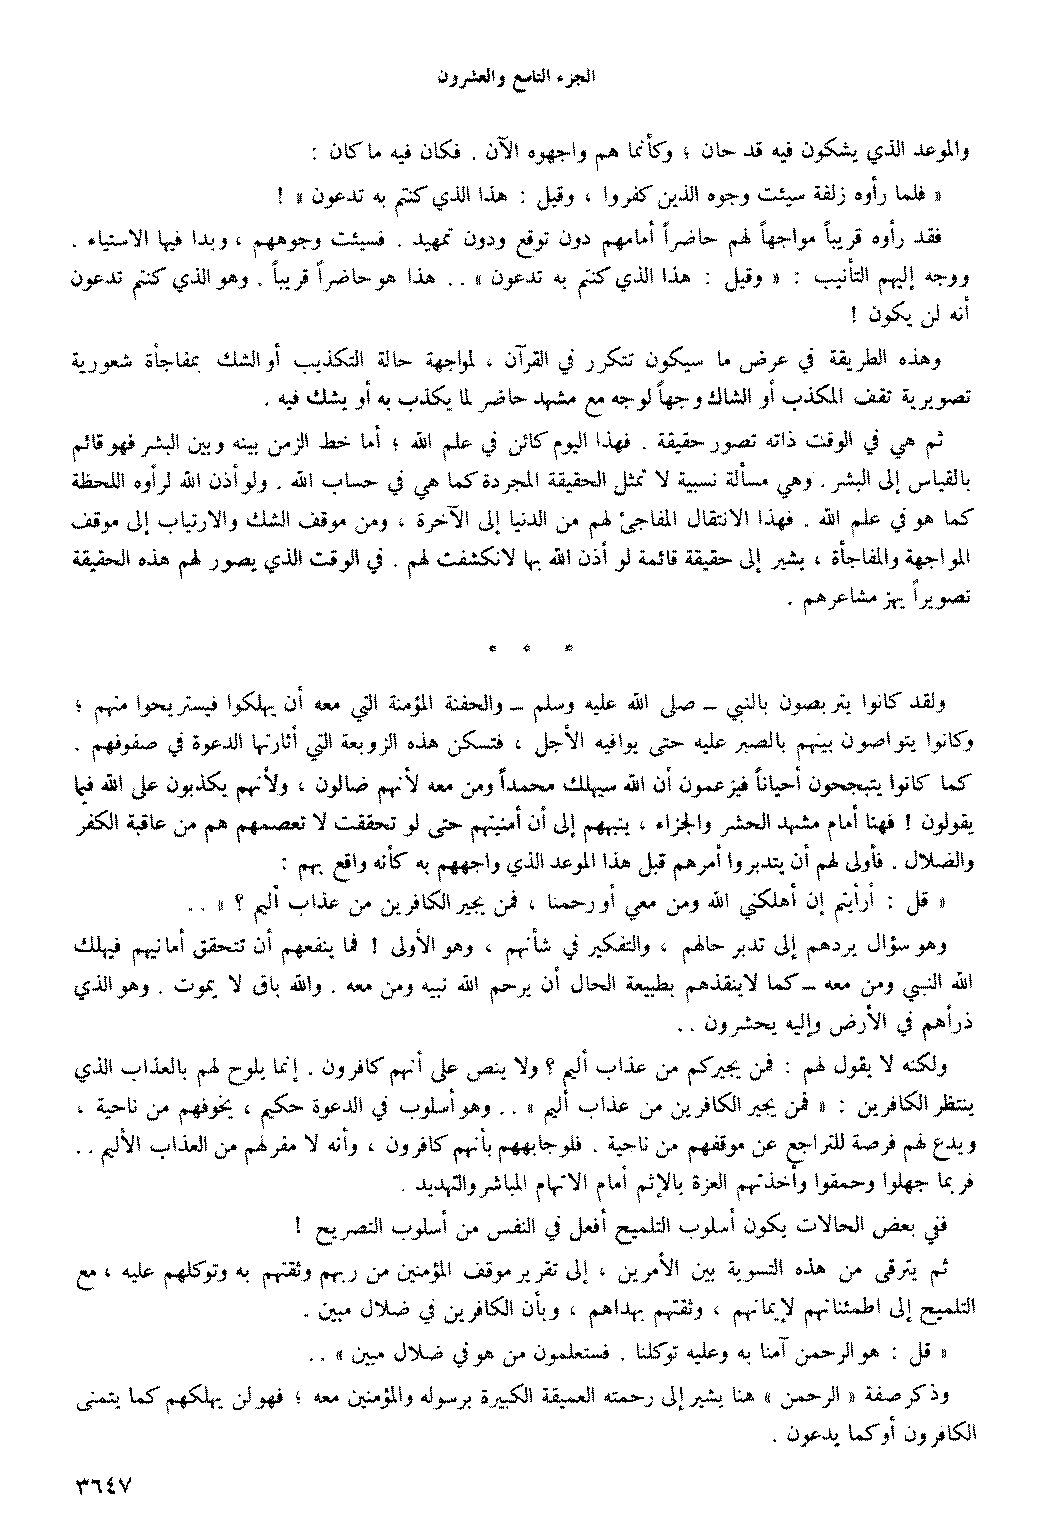 الجزء التاسع والعشرون
والموعد الذي يشكون فيه قد حان ؛ وكأنما هم واجهوه الآن . فكان فيه ما كان :
« فلما رأوه زلفة سيئت وجوه الذين كفروا ، وقيل : هذا الذي كنتم به تدعون » !
فقد رأوه قريباً مواجهاً لهم حاضراً أمامهم دون توقع ودون تمهيد . فسيئت وجوههم ، وبدا فيها الاستياء .
ووجه إليهم التأنيب : « وقيل : هذا الذي كنتم به تدعون » .. هذا هو حاضراً قريباً . وهو الذي كنتم تدعون
أنه لن يكون !
وهذه الطريقة في عرض ما سيكون تتكرر في القرآن ، لمواجهة حالة التكذيب أو الشك بمفاجأة شعورية
تصويرية تقف المكذب أو الشاك وجهاً لوجه مع مشهد حاضر لما يكذب به أو يشك فيه .
ثم هي في الوقت ذاته تصور حقيقة . فهذا اليوم كائن في علم الله ؛ أما خط الزمن بينه وبين البشر فهو قائم
بالقياس إلى البشر . وهي مسألة نسبية لا تمثل الحقيقة المجردة كما هي في حساب الله . ولو أذن الله لرأوه اللحظة
كما هو في علم الله . فهذا الانتقال المفاجئ لهم من الدنيا إلى الآخرة ، ومن موقف الشك والارتياب إلى موقف
المواجهة والمفاجأة ، يشير إلى حقيقة قائمة لو أذن الله بها لانكشفت لهم . في الوقت الذي يصور لهم هذه الحقيقة
تصويراً يهز مشاعرهم .
* * *
ولقد كانوا يتربصون بالنبي – صلى الله عليه وسلم – والحفنة المؤمنة التي معه أن يهلكوا فيستريحوا منهم ؛
وكانوا يتواصون بينهم بالصبر عليه حتى يوافيه الأجل ، فتسكن هذه الزوبعة التي أثارتها الدعوة في صفوفهم .
كما كانوا يتبجحون أحياناً فيزعمون أن الله سيهلك محمداً ومن معه لأنهم ضالون ، ولأنهم يكذبون على الله فيما
يقولون ! فهنا أمام مشهد الحشر والجزاء ، ينبههم إلى أن أمنيتهم حتى لو تحققت لا تعصمهم هم من عاقبة الكفر
والضلال . فأولى لهم أن يتدبروا أمرهم قبل هذا الموعد الذي واجههم به كأنه واقع بهم :
« قل : أرأيتم إن أهلكني الله ومن معي أو رحمنا ، فمن يجير الكافرين من عذاب أليم ؟ » ..
وهو سؤال يردهم إلى تدبر حالهم ، والتفكير في شأنهم ، وهو الأولى ! فما ينفعهم أن تتحقق أمانيهم فيهلك
الله النبي ومن معه – كما لاينقذهم بطبيعة الحال أن يرحم الله نبيه ومن معه . والله باق لا يموت . وهو الذي
ذرأهم في الأرض وإليه يحشرون ..
ولكنه لا يقول لهم : فمن يجيركم من عذاب أليم ؟ ولا ينص على أنهم كافرون . إنما يلوح لهم بالعذاب الذي
ينتظر الكافرين : « فمن يجير الكافرين من عذاب أليم » .. وهو أسلوب في الدعوة حكيم ، يخوفهم من ناحية ،
ويدع لهم فرصة للتراجع عن موقفهم من ناحية . فلو جابههم بأنهم كافرون ، وأنه لا مفر لهم من العذاب الأليم ..
فربما جهلوا وحمقوا وأخذتهم العزة بالإثم أمام الاتهام المباشر والتهديد .
ففي بعض الحالات يكون أسلوب التلميح أفعل في النفس من أسلوب التصريح !
ثم يترقى من هذه التسوية بين الأمرين ، إلى تقرير موقف المؤمنين من ربهم وثقتهم به وتوكلهم عليه ، مع
التلميح إلى اطمئنانهم لإيمانهم ، وثقتهم بهداهم ، وبأن الكافرين في ضلال مبين .
« قل : هو الرحمن آمنا به وعليه توكلنا . فستعلمون من هو في ضلال مبين » ..
وذكر صفة « الرحمن » هنا يشير إلى رحمته العميقة الكبيرة برسوله والمؤمنين معه ؛ فهو لن يهلكهم كما يتمنى
الكافرون أو كما يدعون .
٣٦٤٧